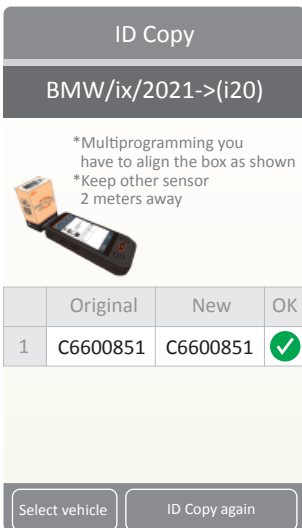 ID Copy
BMW/ix/2021->(i20)
*Multiprogramming you
have to align the box as shown
*Keep other sensor
2 meters away
Original New OK
1 C6600851 C6600851
Select vehicle ID Copy again